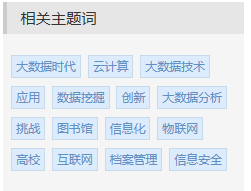 相关主题词
大数据时代 云计算 大数据技术
应用 数据挖掘 创新 大数据分析
挑战 图书馆 信息化 物联网
高校 互联网 档案管理 信息安全